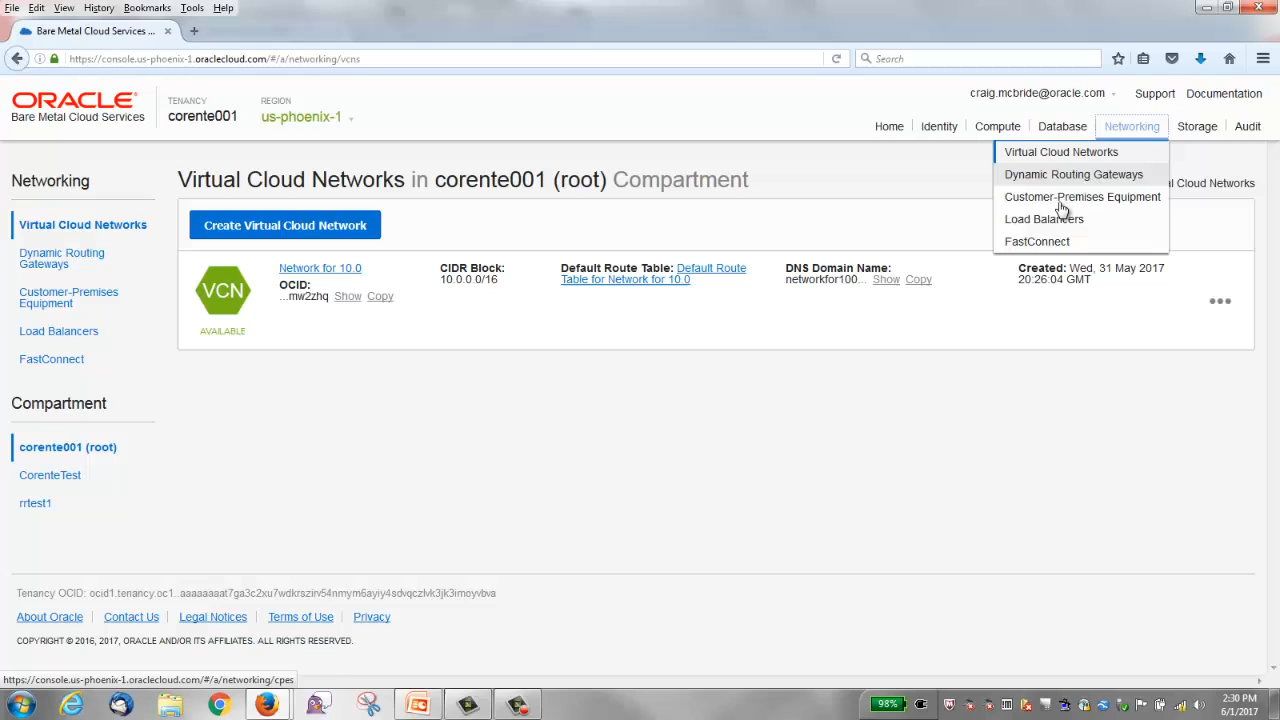 File Edit View History Bookmarks Tools Help
Bare Metal Cloud Services ...
https://console.us-phoenix-1.oraclecloud.com/#/a/networking/vcns
Search
ORACLE
Bare Metal Cloud Services
TENANCY
corente001
REGION
us-phoenix-1
craig.mcbride@oracle.com
Support
Documentation
Home
Identity
Compute
Database
Networking
Storage
Audit
Virtual Cloud Networks
Dynamic Routing Gateways
Customer-Premises Equipment
Load Balancers
FastConnect
Networking
Virtual Cloud Networks
Dynamic Routing
Gateways
Customer-Premises
Equipment
Load Balancers
FastConnect
Compartment
corente001 (root)
CorenteTest
rrtest1
Virtual Cloud Networks in corente001 (root) Compartment
Cloud Networks
Create Virtual Cloud Network
VCN
AVAILABLE
Network for 10.0
OCID:
...mw2zhq Show Copy
CIDR Block:
10.0.0.0/16
Default Route Table: Default Route
Table for Network for 10.0
DNS Domain Name:
networkfor100... Show Copy
Created: Wed, 31 May 2017
20:26:04 GMT
Tenancy OCID: ocid1.tenancy.oc1..aaaaaaaat7ga3c2xu7wdkrszirv54nmym6ayiy4sdvqczlvk3jk3imoyvbva
About Oracle
Contact Us
Legal Notices
Terms of Use
Privacy
COPYRIGHT © 2016, 2017, ORACLE AND/OR ITS AFFILIATES. ALL RIGHTS RESERVED.
https://console.us-phoenix-1.oraclecloud.com/#/a/networking/cpes
98%
2:30 PM
6/1/2017